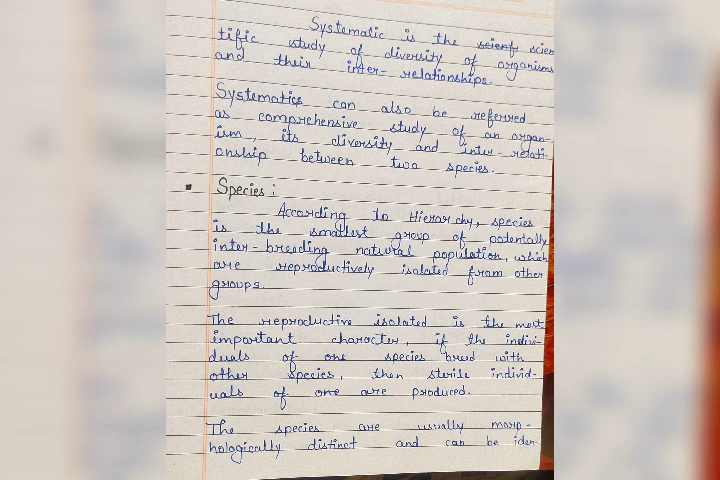 Systematic is the scienf scien
tific study of diversity of organisms
and their inter-relationships.
Systematics can also be referred
as comprehensive study of an organ-
ism, its diversity and inter-relati-
onship between two species.
Species:
According to Hierarchy, species
is the smallest group of potentally
inter-breeding natural population, which
are reproductively isolated from other
groups.
The reproductive isolated is the most
important character, if the indivi-
duals of one species breed with
other species, then sterile individ-
uals of one are produced.
The species are usually morp-
hologically distinct and can be iden-